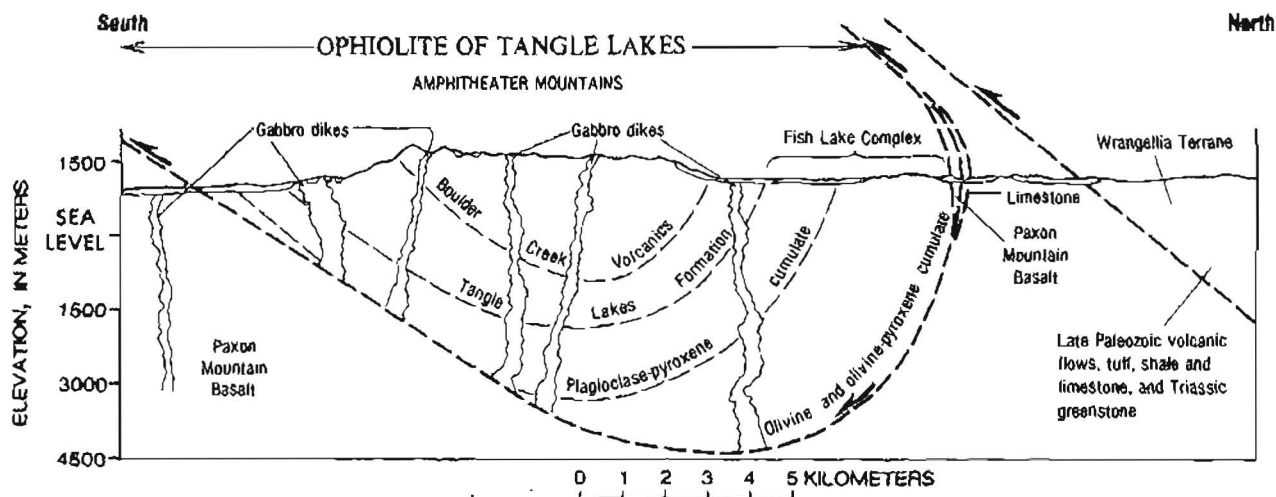 South
North
OPHIOLITE OF TANGLE LAKES
AMPHITHEATER MOUNTAINS
Gabbro dikes
Gabbro dikes
Fish Lake Complex
Wrangellia Terrane
1500
SEA
LEVEL
1500
3000
4500
ELEVATION, IN METERS
Boulder
Creek
Volcanics
Tangle
Lakes
Formation
Plagioclase-pyroxene
cumulate
Olivine and olivine-pyroxene cumulate
Limestone
Paxon
Mountain
Basalt
Paxon
Mountain
Basalt
Late Paleozoic volcanic
flows, tuff, shale and
limestone, and Triassic
greenstone
0 1 2 3 4 5 KILOMETERS